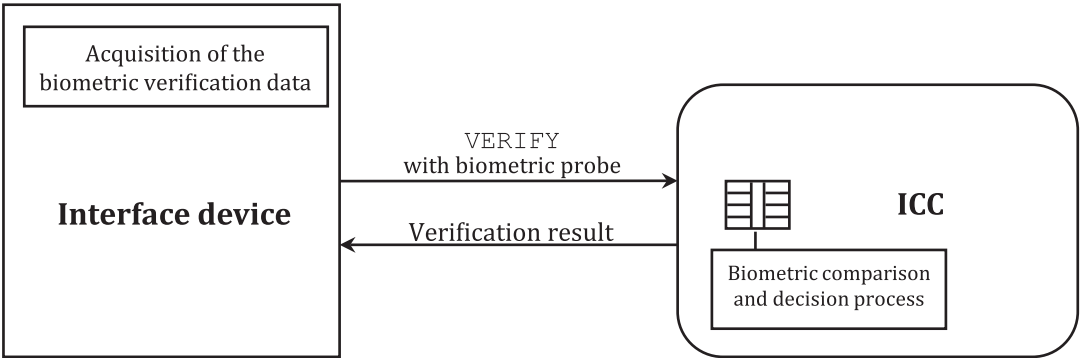 Acquisition of the
biometric verification data
Interface device
VERIFY
with biometric probe
Verification result
ICC
Biometric comparison
and decision process